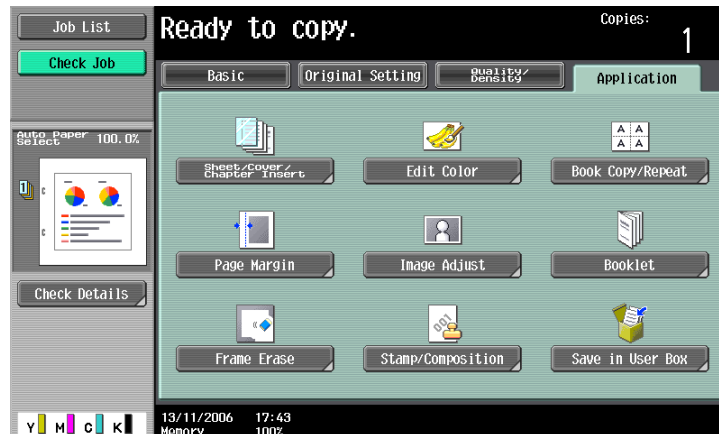 Job List
Check Job
Ready to copy.
Copies:
1
Basic
Original Setting
Quality/
Density
Application
Auto Paper
Select
100.0%
1
Sheet/Cover/
Chapter Insert
Edit Color
A A
A A
Book Copy/Repeat
Page Margin
Image Adjust
Booklet
Check Details
001
Frame Erase
Stamp/Composition
Save in User Box
Y M C K
13/11/2006 17:43
Memory 100%